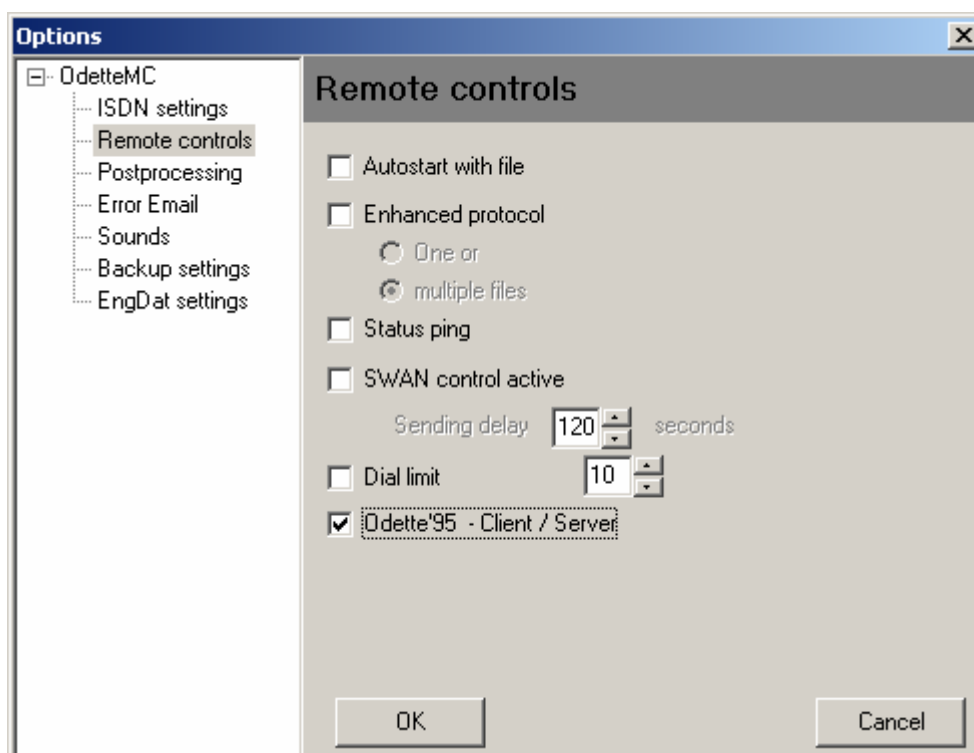 Options
OdetteMC
ISDN settings
Remote controls
Postprocessing
Error Email
Sounds
Backup settings
EngDat settings
Remote controls
Autostart with file
Enhanced protocol
One or
multiple files
Status ping
SWAN control active
Sending delay 120 seconds
Dial limit 10
Odette'95 - Client / Server
OK Cancel